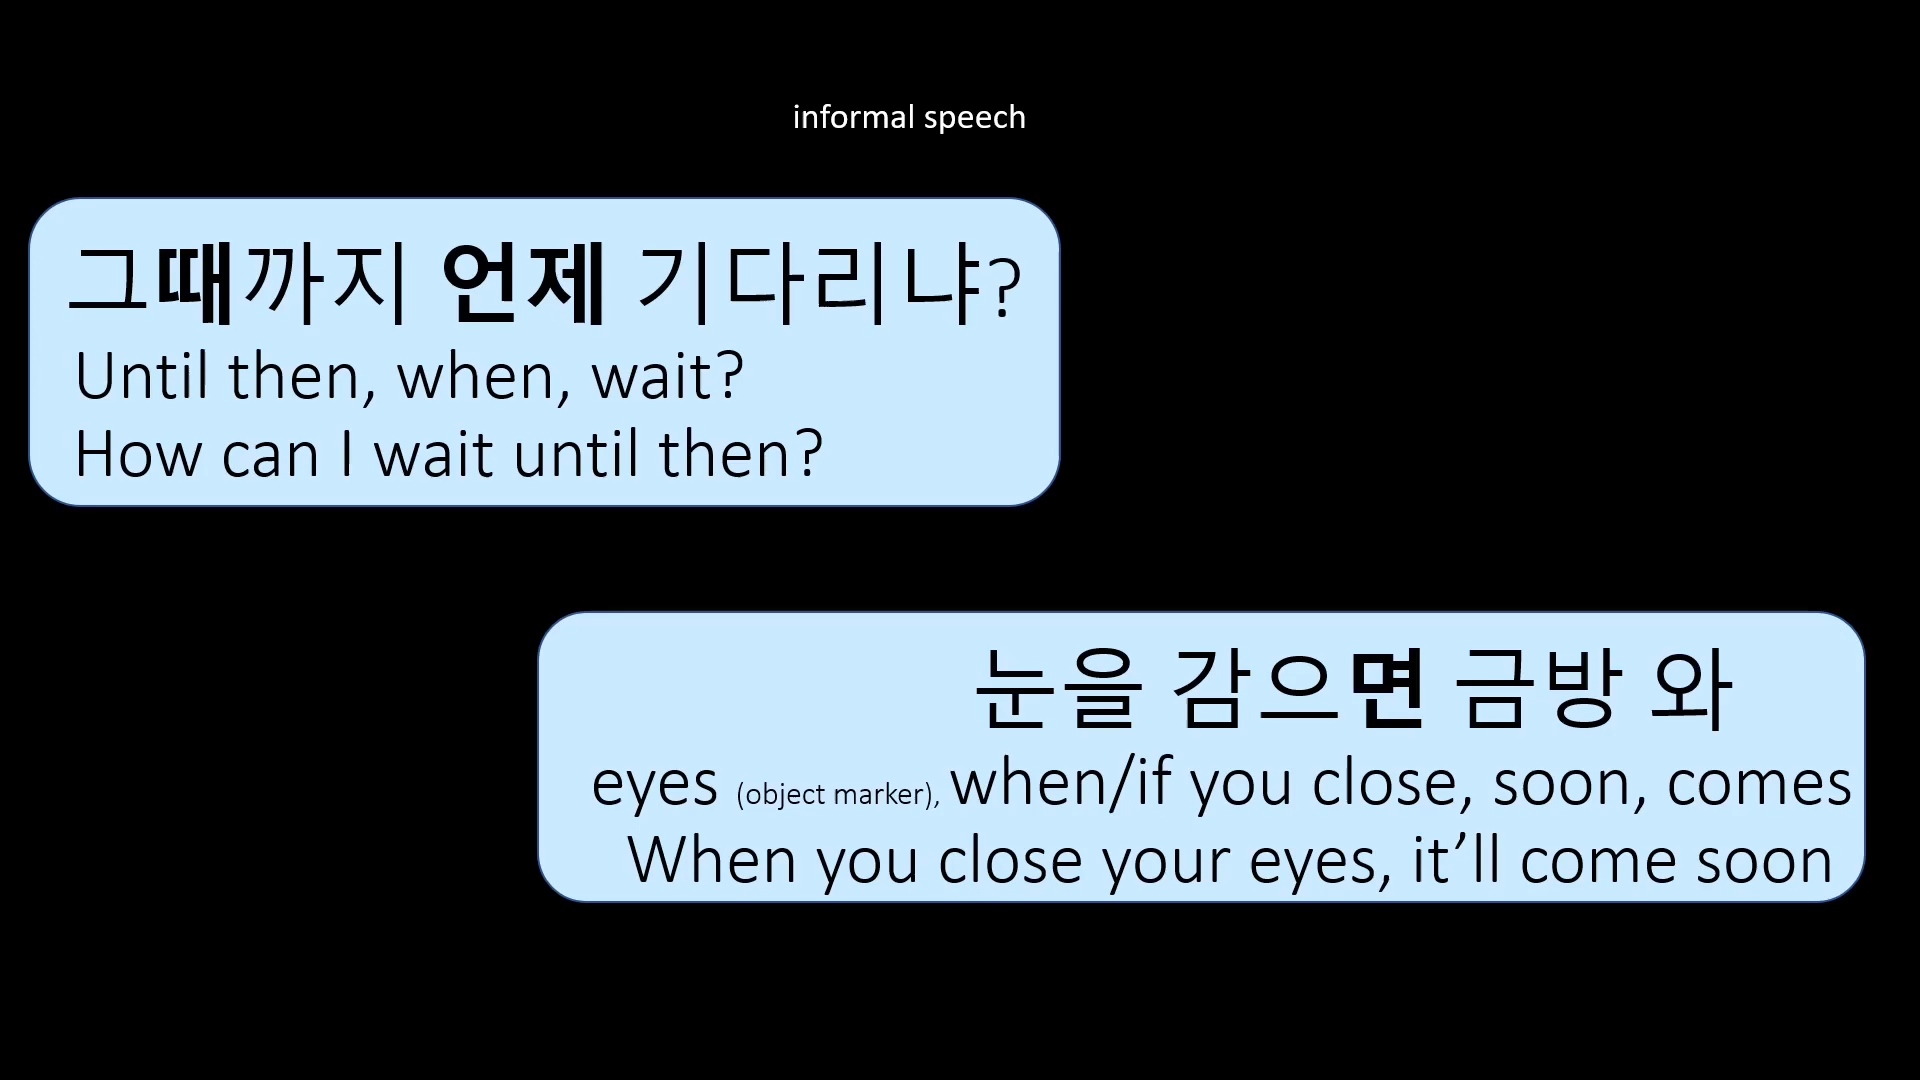 informal speech
그때까지 언제 기다리냐?
Until then, when, wait?
How can I wait until then?
눈을 감으면 금방 와
eyes (object marker), when/if you close, soon, comes
When you close your eyes, it’ll come soon